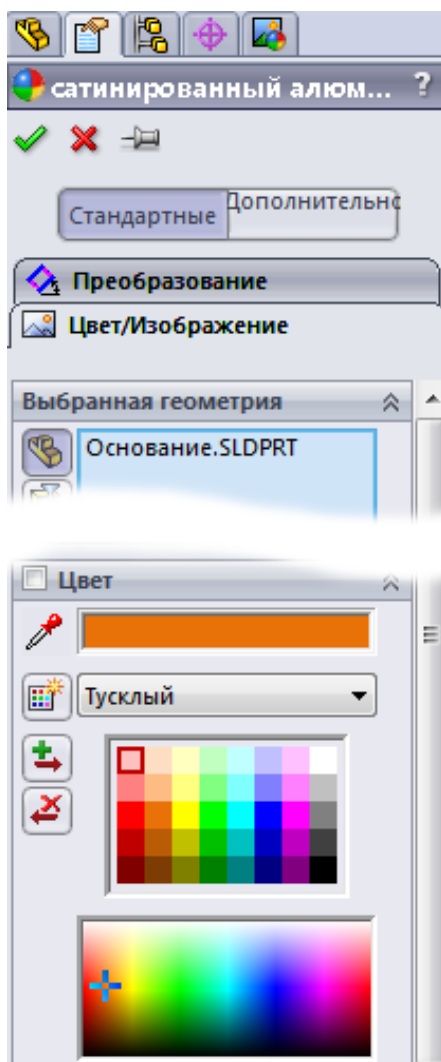 сатинированный алюм... ?
Стандартные Дополнительно
Преобразование
Цвет/Изображение
Выбранная геометрия
Основание.SLDPRT
Цвет
Тусклый